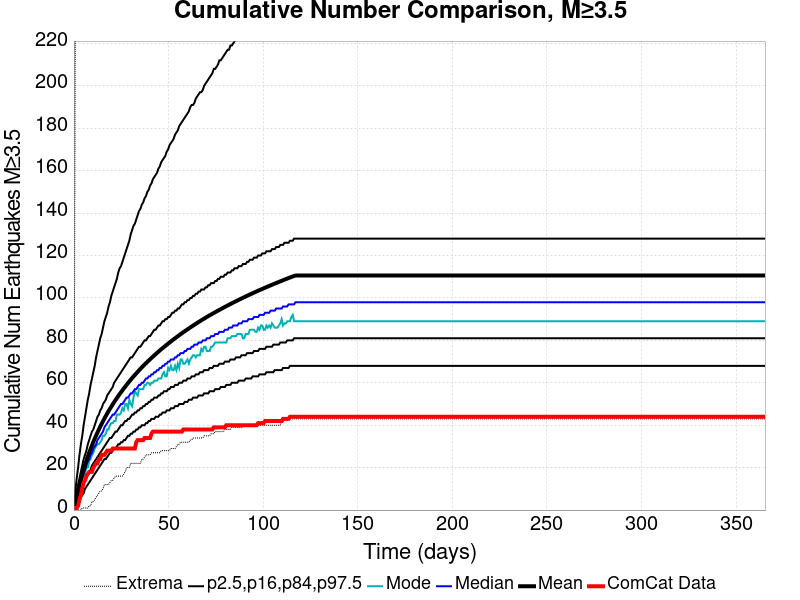 Cumulative Number Comparison, M≥3.5
Cumulative Num Earthquakes M≥3.5
220
200
180
160
140
120
100
80
60
40
20
0
0 50 100 150 200 250 300 350
Time (days)
Extrema p2.5,p16,p84,p97.5 Mode Median Mean ComCat Data